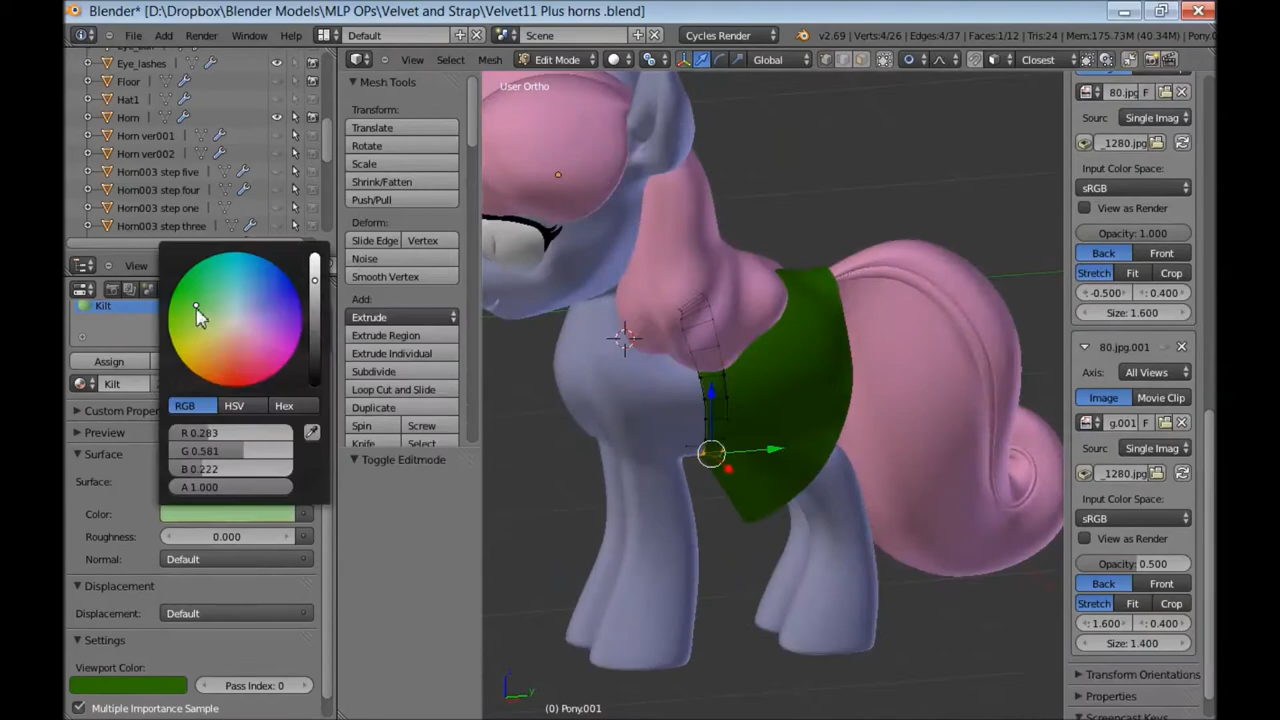 Blender* [D:\Dropbox\Blender Models\MLP OPs\Velvet and Strap\Velvet11 Plus horns .blend]
File Add Render Window Help Default Scene Cycles Render v2.69 | Verts:4/26 | Edges:4/37 | Faces:1/12 | Tris:24 | Mem:175.73M (30.34M) | Pony.0
View Select Mesh Edit Mode Global Closest
Eye_lashes
Floor
Hat1
Horn
Horn ver001
Horn ver002
Horn003 step five
Horn003 step four
Horn003 step one
Horn003 step three
View
Kilt
Assign
Kilt
Custom Prope
Preview
Surface
Surface:
RGB HSV Hex
R 0.283
G 0.581
B 0.222
A 1.000
Color:
Roughness: 0.000
Normal: Default
Displacement
Displacement: Default
Settings
Viewport Color:
Pass Index: 0
Multiple Importance Sample
Mesh Tools
Transform:
Translate
Rotate
Scale
Shrink/Fatten
Push/Pull
Deform:
Slide Edge Vertex
Noise
Smooth Vertex
Add:
Extrude
Extrude Region
Extrude Individual
Subdivide
Loop Cut and Slide
Duplicate
Spin Screw
Knife Select
Toggle Editmode
User Ortho
(0) Pony.001
80.jpg F
Sourc Single Imag
_1280.jpg
Input Color Space:
sRGB
View as Render
Opacity: 1.000
Back Front
Stretch Fit Crop
-0.500 : 0.400
Size: 1.600
80.jpg.001
Axis: All Views
Image Movie Clip
g.001 F
Sourc Single Imag
_1280.jpg
Input Color Space:
sRGB
View as Render
Opacity: 0.500
Back Front
Stretch Fit Crop
: 1.600 : 0.400
Size: 1.400
Transform Orientations
Properties